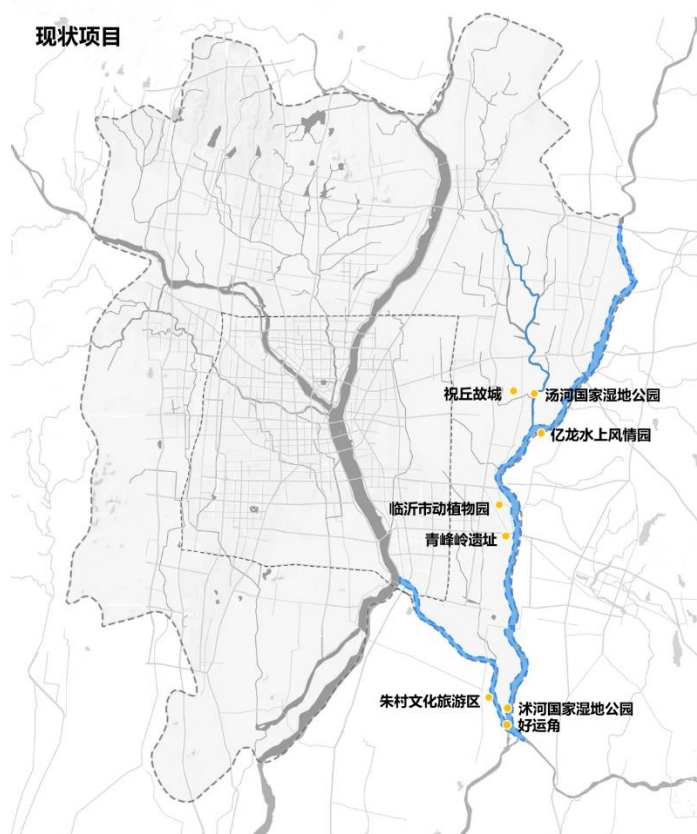 现状项目
祝丘故城
汤河国家湿地公园
亿龙水上风情园
临沂市动植物园
青峰岭遗址
朱村文化旅游区
沭河国家湿地公园
好运角